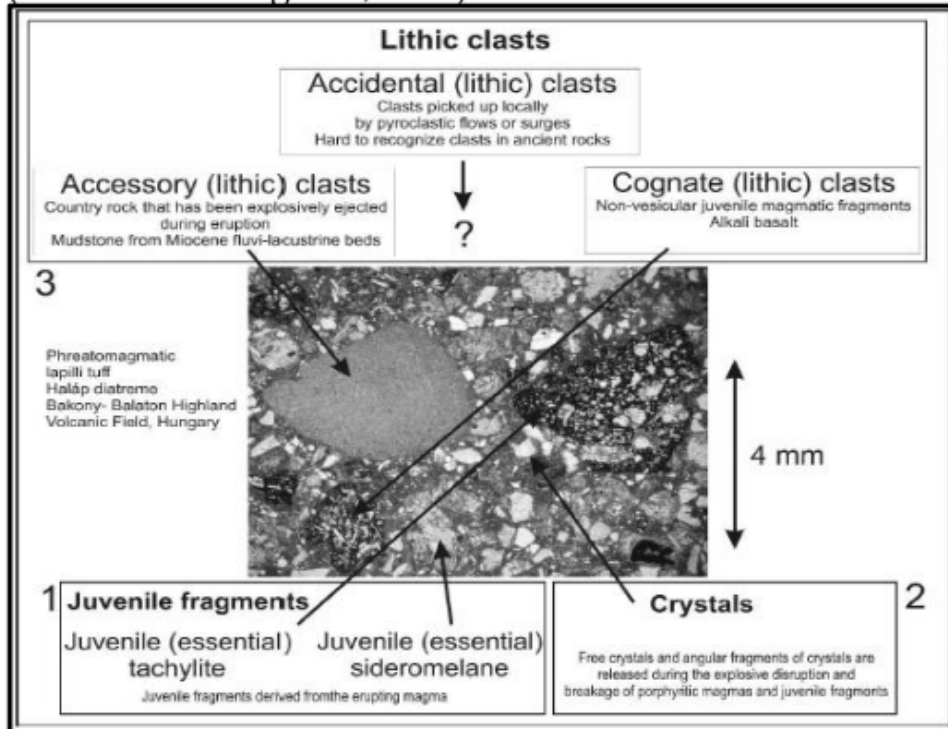 Lithic clasts
Accidental (lithic) clasts
Clasts picked up locally
by pyroclastic flows or surges
Hard to recognize clasts in ancient rocks
Accessory (lithic) clasts
Country rock that has been explosively ejected
during eruption
Mudstone from Miocene fluvi-lacustrine beds
?
Cognate (lithic) clasts
Non-vesicular juvenile magmatic fragments
Alkali basalt
3
Phreatomagmatic
lapilli tuff
Haláp diatreme
Bakony- Balaton Highland
Volcanic Field, Hungary
4 mm
1
Juvenile fragments
Juvenile (essential)
tachylite
Juvenile (essential)
sideromelane
Juvenile fragments derived fromthe erupting magma
Crystals
2
Free crystals and angular fragments of crystals are
released during the explosive disruption and
breakage of porphyritic magmas and juvenile fragments